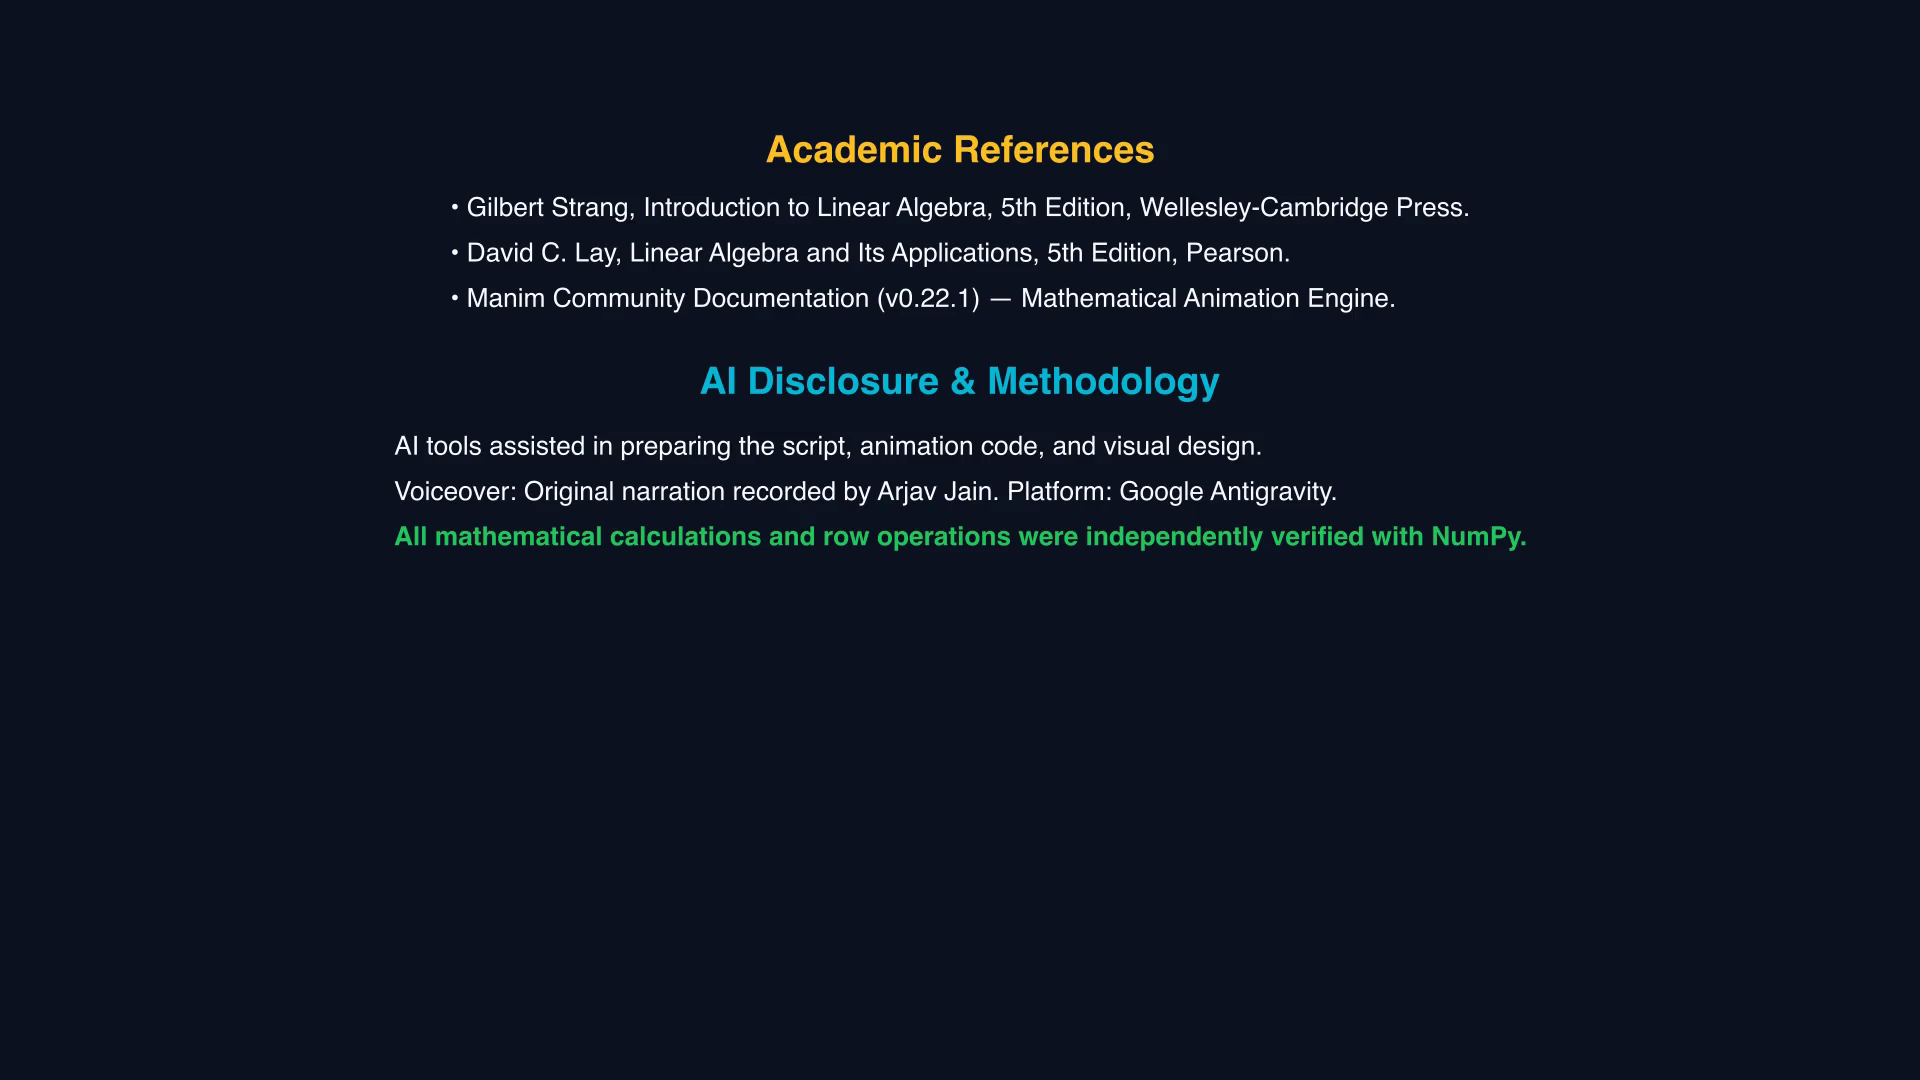 Academic References
• Gilbert Strang, Introduction to Linear Algebra, 5th Edition, Wellesley-Cambridge Press.
• David C. Lay, Linear Algebra and Its Applications, 5th Edition, Pearson.
• Manim Community Documentation (v0.22.1) — Mathematical Animation Engine.
AI Disclosure & Methodology
AI tools assisted in preparing the script, animation code, and visual design.
Voiceover: Original narration recorded by Arjav Jain. Platform: Google Antigravity.
All mathematical calculations and row operations were independently verified with NumPy.